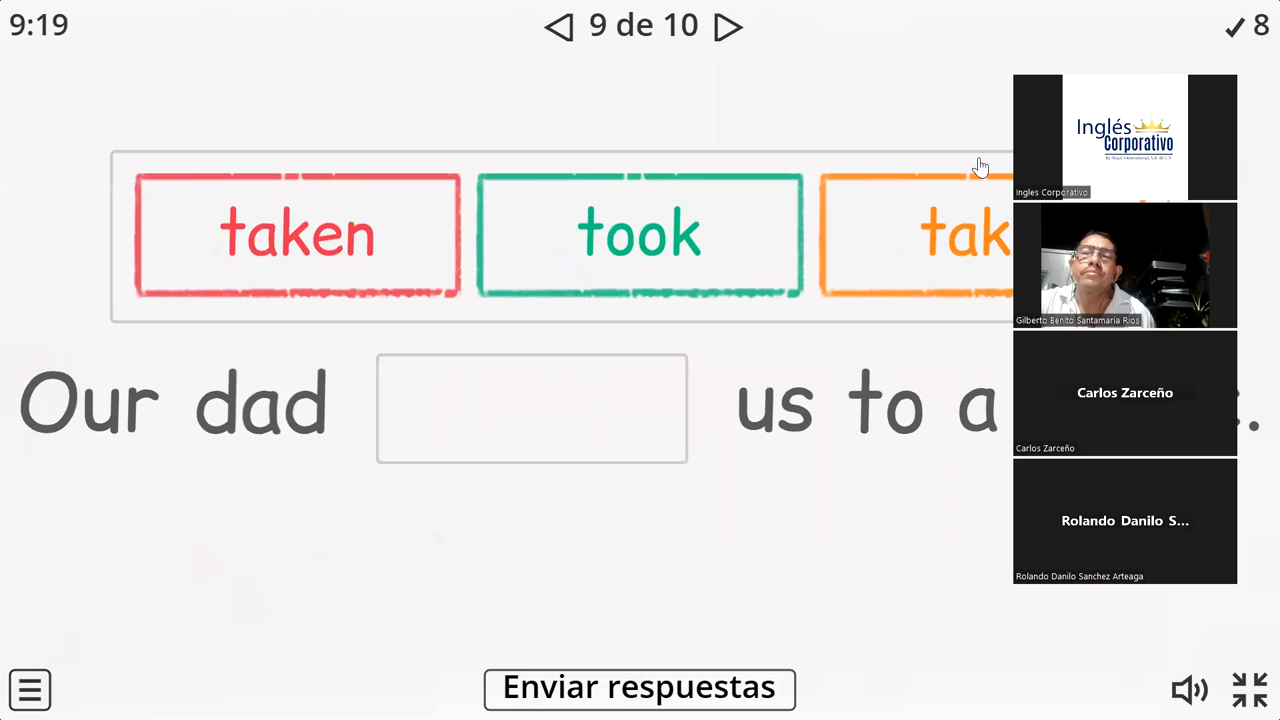 9:19
9 de 10
8
taken
took
Our dad
us to a
Inglés
Corporativo
Ingles Corporativo
Gilberto Benito Santamaria Rios
Carlos Zarceño
Carlos Zarceño
Rolando Danilo S...
Rolando Danilo Sanchez Arteaga
Enviar respuestas